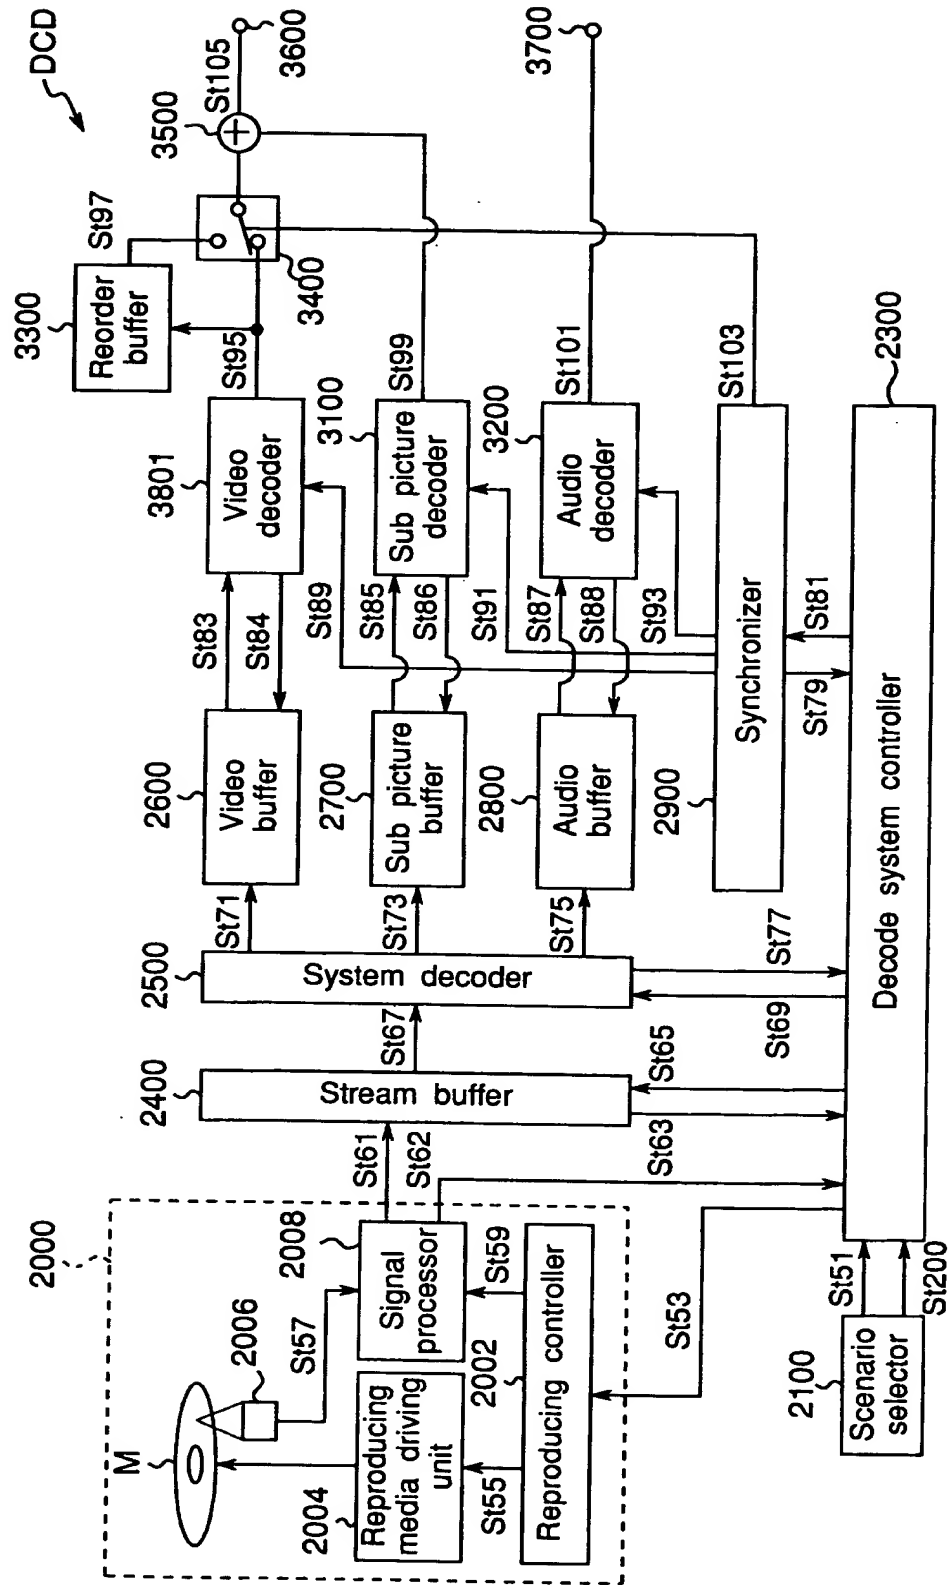 DCD
3300
St97
3500
St105
3600
Reorder
buffer
3400
3700
2600
St83
3801
St95
Video
buffer
St84
Video
decoder
St71
St89
2000
2008
2400
2500
2700
St85
3100
St99
Sub picture
buffer
St86
Sub picture
decoder
St73
St91
M
2006
St57
Signal
processor
St61
St62
Stream buffer
St67
System decoder
2800
St87
3200
St101
Audio
buffer
St88
Audio
decoder
St75
St93
2004
Reproducing
media driving
unit
2002
St59
St55
Reproducing controller
2900
Synchronizer
St103
St53
St63
St65
St69
St77
St79
St81
2300
2100
Scenario
selector
St51
St200
Decode system controller